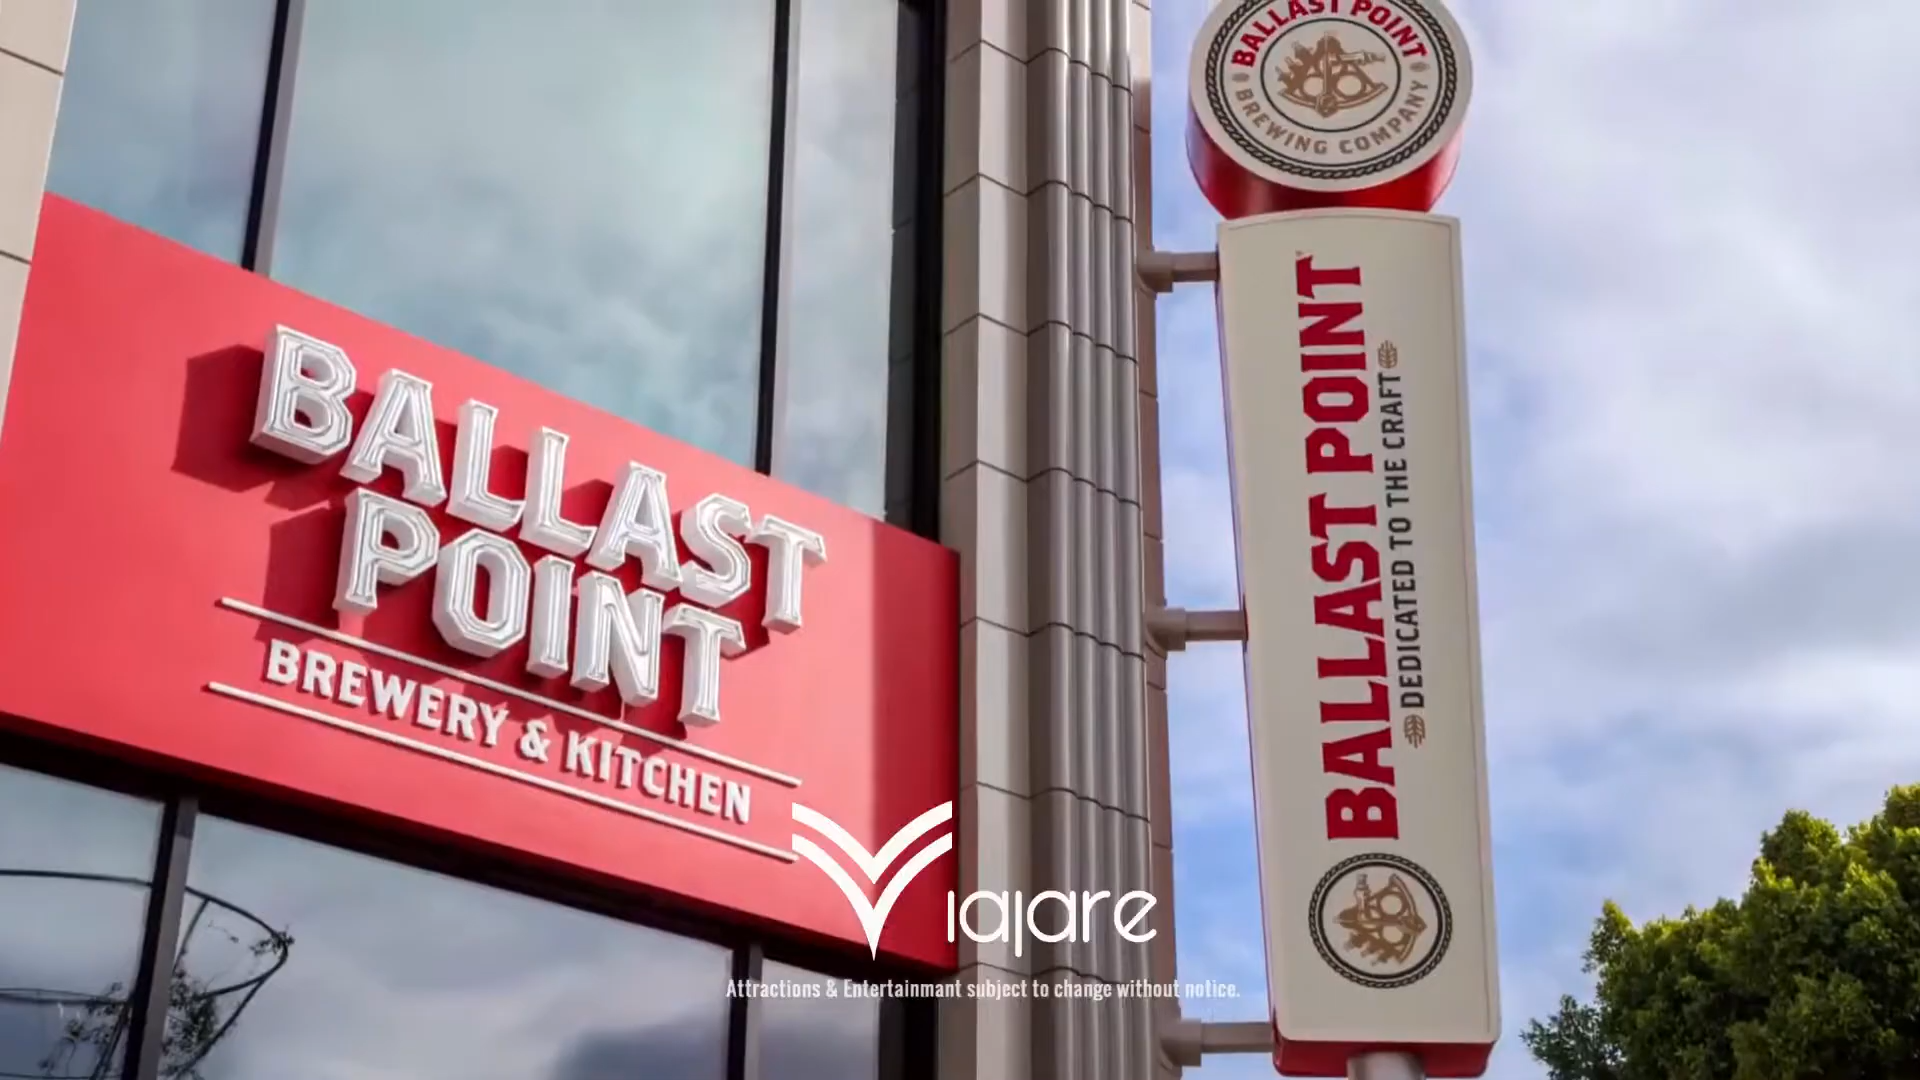 BALLAST POINT
BREWING COMPANY
BALLAST
POINT
BREWERY & KITCHEN
BALLAST POINT
DEDICATED TO THE CRAFT
Viajare
Attractions & Entertainmant subject to change without notice.